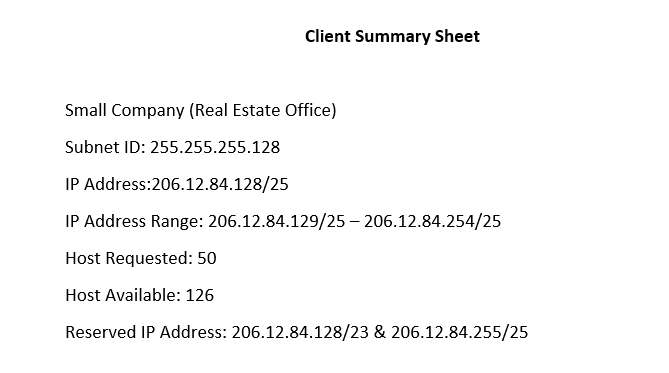 Client Summary Sheet
Small Company (Real Estate Office)
Subnet ID: 255.255.255.128
IP Address:206.12.84.128/25
IP Address Range: 206.12.84.129/25 – 206.12.84.254/25
Host Requested: 50
Host Available: 126
Reserved IP Address: 206.12.84.128/23 & 206.12.84.255/25